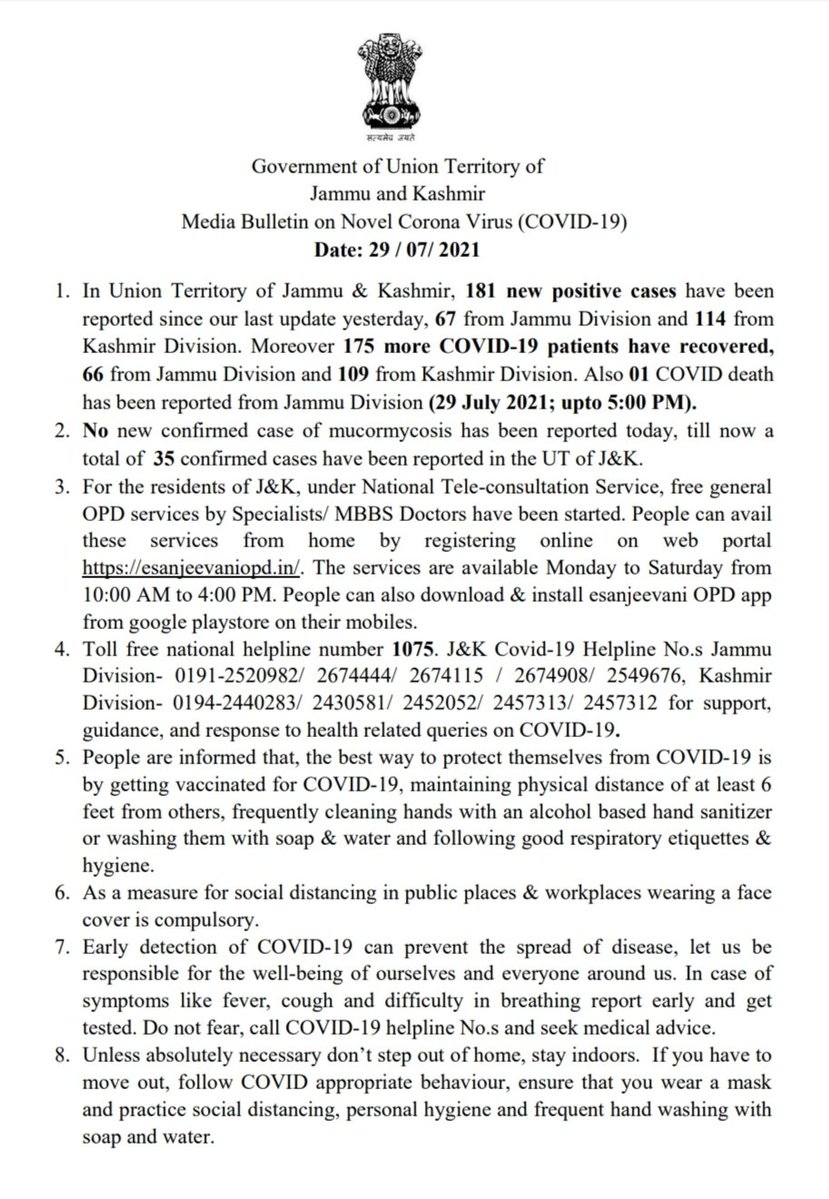 सत्यमेव जयते
Government of Union Territory of
Jammu and Kashmir
Media Bulletin on Novel Corona Virus (COVID-19)
Date: 29 / 07/ 2021
1. In Union Territory of Jammu & Kashmir, 181 new positive cases have been
reported since our last update yesterday, 67 from Jammu Division and 114 from
Kashmir Division. Moreover 175 more COVID-19 patients have recovered,
66 from Jammu Division and 109 from Kashmir Division. Also 01 COVID death
has been reported from Jammu Division (29 July 2021; upto 5:00 PM).
2. No new confirmed case of mucormycosis has been reported today, till now a
total of 35 confirmed cases have been reported in the UT of J&K.
3. For the residents of J&K, under National Tele-consultation Service, free general
OPD services by Specialists/ MBBS Doctors have been started. People can avail
these services from home by registering online on web portal
https://esanjeevaniopd.in/. The services are available Monday to Saturday from
10:00 AM to 4:00 PM. People can also download & install esanjeevani OPD app
from google playstore on their mobiles.
4. Toll free national helpline number 1075. J&K Covid-19 Helpline No.s Jammu
Division- 0191-2520982/ 2674444/ 2674115 / 2674908/ 2549676, Kashmir
Division- 0194-2440283/ 2430581/ 2452052/ 2457313/ 2457312 for support,
guidance, and response to health related queries on COVID-19.
5. People are informed that, the best way to protect themselves from COVID-19 is
by getting vaccinated for COVID-19, maintaining physical distance of at least 6
feet from others, frequently cleaning hands with an alcohol based hand sanitizer
or washing them with soap & water and following good respiratory etiquettes &
hygiene.
6. As a measure for social distancing in public places & workplaces wearing a face
cover is compulsory.
7. Early detection of COVID-19 can prevent the spread of disease, let us be
responsible for the well-being of ourselves and everyone around us. In case of
symptoms like fever, cough and difficulty in breathing report early and get
tested. Do not fear, call COVID-19 helpline No.s and seek medical advice.
8. Unless absolutely necessary don't step out of home, stay indoors. If you have to
move out, follow COVID appropriate behaviour, ensure that you wear a mask
and practice social distancing, personal hygiene and frequent hand washing with
soap and water.